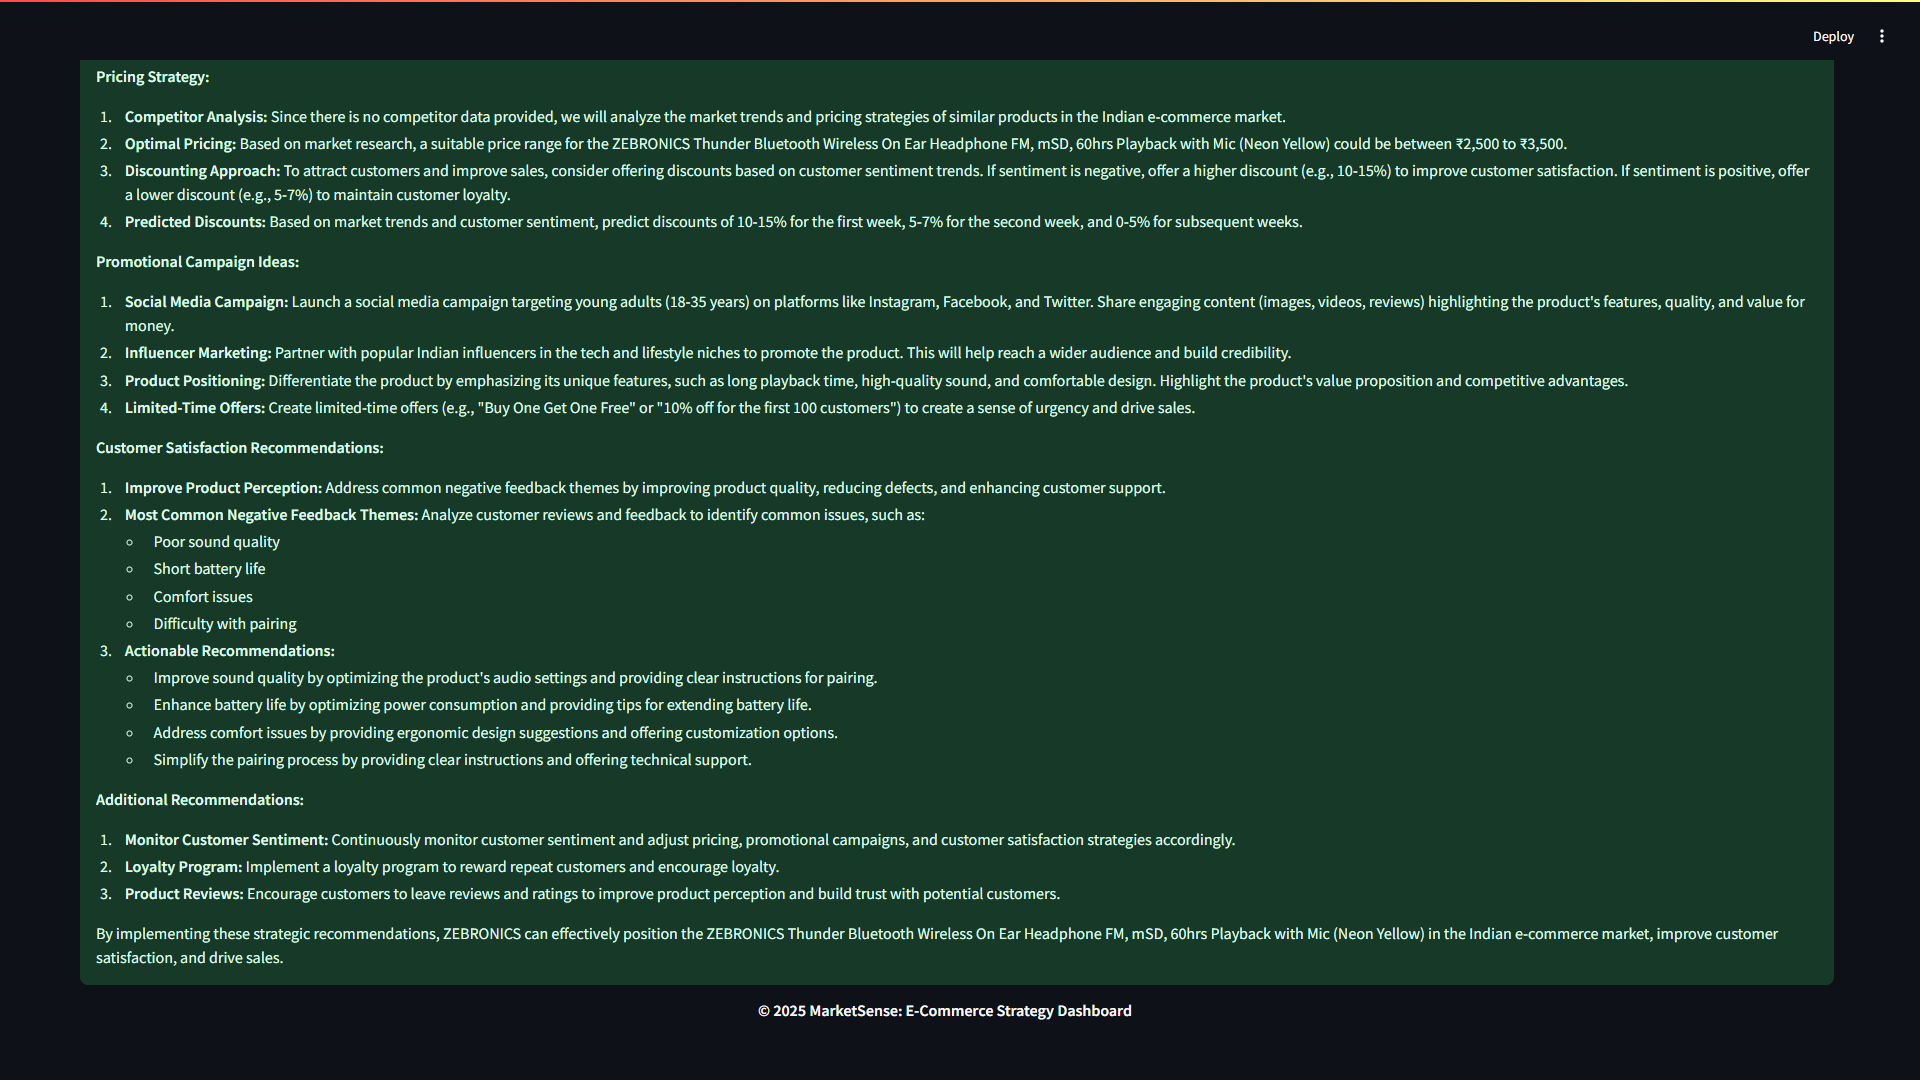 Deploy
Pricing Strategy:
1. Competitor Analysis: Since there is no competitor data provided, we will analyze the market trends and pricing strategies of similar products in the Indian e-commerce market.
2. Optimal Pricing: Based on market research, a suitable price range for the ZEBRONICS Thunder Bluetooth Wireless On Ear Headphone FM, mSD, 60hrs Playback with Mic (Neon Yellow) could be between ₹2,500 to ₹3,500.
3. Discounting Approach: To attract customers and improve sales, consider offering discounts based on customer sentiment trends. If sentiment is negative, offer a higher discount (e.g., 10-15%) to improve customer satisfaction. If sentiment is positive, offer
a lower discount (e.g., 5-7%) to maintain customer loyalty.
4. Predicted Discounts: Based on market trends and customer sentiment, predict discounts of 10-15% for the first week, 5-7% for the second week, and 0-5% for subsequent weeks.
Promotional Campaign Ideas:
1. Social Media Campaign: Launch a social media campaign targeting young adults (18-35 years) on platforms like Instagram, Facebook, and Twitter. Share engaging content (images, videos, reviews) highlighting the product's features, quality, and value for
money.
2. Influencer Marketing: Partner with popular Indian influencers in the tech and lifestyle niches to promote the product. This will help reach a wider audience and build credibility.
3. Product Positioning: Differentiate the product by emphasizing its unique features, such as long playback time, high-quality sound, and comfortable design. Highlight the product's value proposition and competitive advantages.
4. Limited-Time Offers: Create limited-time offers (e.g., "Buy One Get One Free" or "10% off for the first 100 customers") to create a sense of urgency and drive sales.
Customer Satisfaction Recommendations:
1. Improve Product Perception: Address common negative feedback themes by improving product quality, reducing defects, and enhancing customer support.
2. Most Common Negative Feedback Themes: Analyze customer reviews and feedback to identify common issues, such as:
◦ Poor sound quality
◦ Short battery life
◦ Comfort issues
◦ Difficulty with pairing
3. Actionable Recommendations:
◦ Improve sound quality by optimizing the product's audio settings and providing clear instructions for pairing.
◦ Enhance battery life by optimizing power consumption and providing tips for extending battery life.
◦ Address comfort issues by providing ergonomic design suggestions and offering customization options.
◦ Simplify the pairing process by providing clear instructions and offering technical support.
Additional Recommendations:
1. Monitor Customer Sentiment: Continuously monitor customer sentiment and adjust pricing, promotional campaigns, and customer satisfaction strategies accordingly.
2. Loyalty Program: Implement a loyalty program to reward repeat customers and encourage loyalty.
3. Product Reviews: Encourage customers to leave reviews and ratings to improve product perception and build trust with potential customers.
By implementing these strategic recommendations, ZEBRONICS can effectively position the ZEBRONICS Thunder Bluetooth Wireless On Ear Headphone FM, mSD, 60hrs Playback with Mic (Neon Yellow) in the Indian e-commerce market, improve customer
satisfaction, and drive sales.
© 2025 MarketSense: E-Commerce Strategy Dashboard